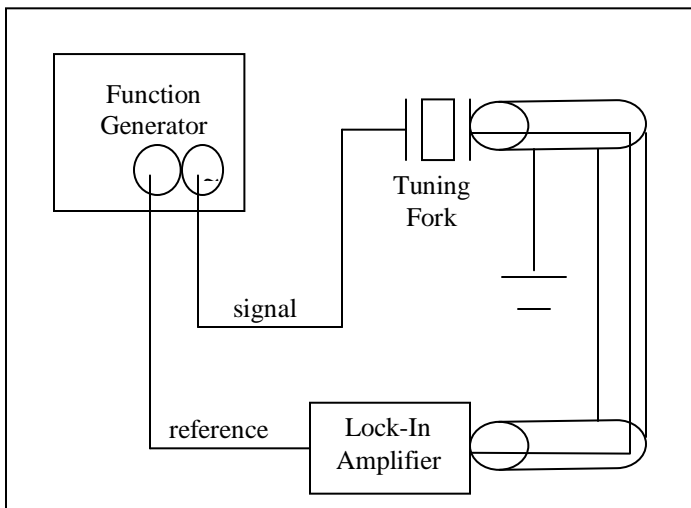 Function
Generator
Tuning
Fork
signal
reference
Lock-In
Amplifier